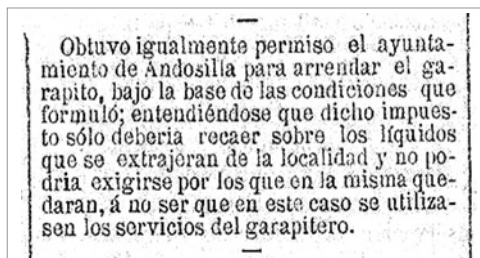 Obtuvo igualmente permiso el ayunta-
miento de Andosilla para arrendar el ga-
rapito, bajo la base de las condiciones que
formuló; entendiéndose que dicho impues-
to sólo deberia recaer sobre los líquidos
que se extrajeran de la localidad y no po-
dria exigirse por los que en la misma que-
daran, á no ser que en este caso se utiliza-
sen los servicios del garapitero.